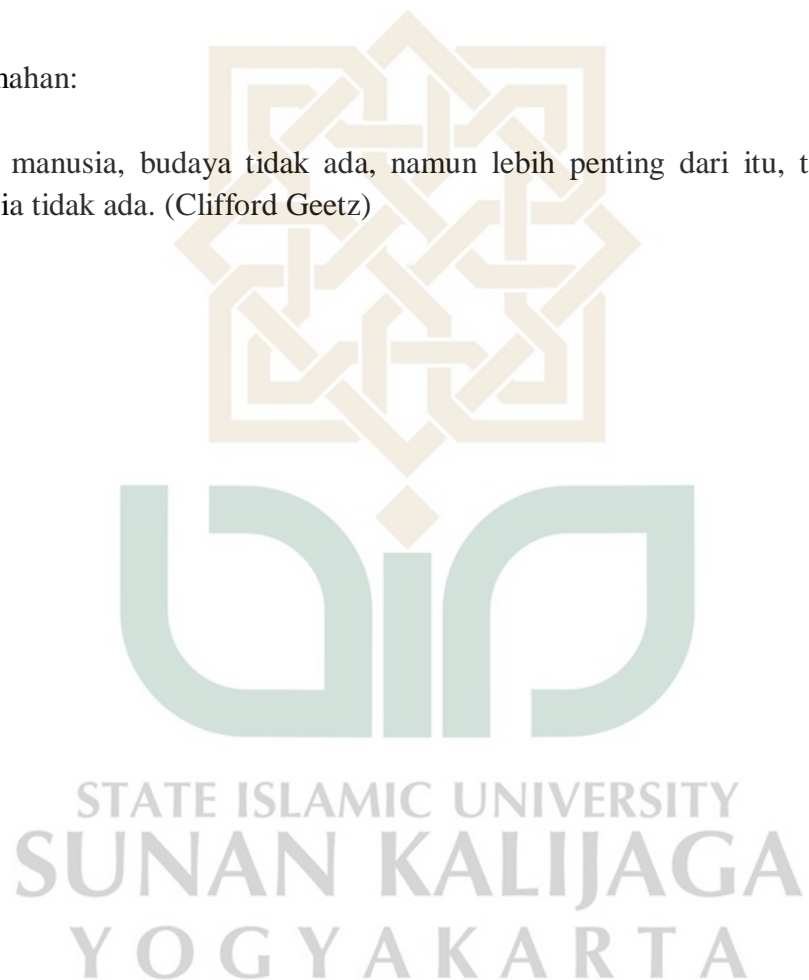 nahan:
manusia, budaya tidak ada, namun lebih penting dari itu, t
ia tidak ada. (Clifford Geetz)
STATE ISLAMIC UNIVERSITY
SUNAN KALIJAGA
YOGYAKARTA